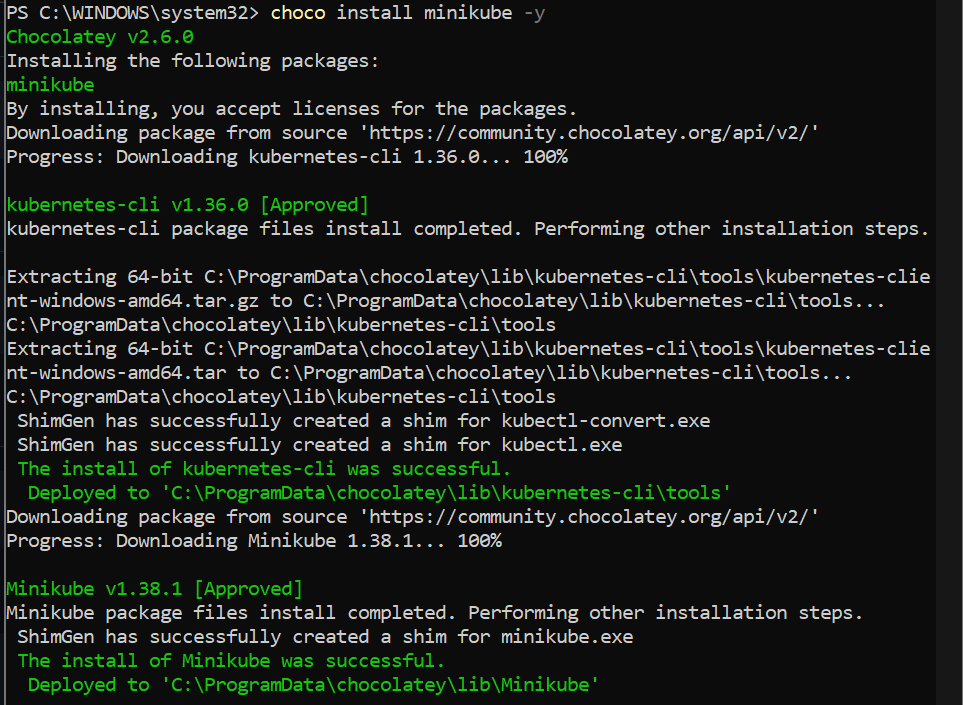 PS C:\WINDOWS\system32> choco install minikube -y
Chocolatey v2.6.0
Installing the following packages:
minikube
By installing, you accept licenses for the packages.
Downloading package from source 'https://community.chocolatey.org/api/v2/'
Progress: Downloading kubernetes-cli 1.36.0... 100%

kubernetes-cli v1.36.0 [Approved]
kubernetes-cli package files install completed. Performing other installation steps.

Extracting 64-bit C:\ProgramData\chocolatey\lib\kubernetes-cli\tools\kubernetes-clie
nt-windows-amd64.tar.gz to C:\ProgramData\chocolatey\lib\kubernetes-cli\tools...
C:\ProgramData\chocolatey\lib\kubernetes-cli\tools
Extracting 64-bit C:\ProgramData\chocolatey\lib\kubernetes-cli\tools\kubernetes-clie
nt-windows-amd64.tar to C:\ProgramData\chocolatey\lib\kubernetes-cli\tools...
C:\ProgramData\chocolatey\lib\kubernetes-cli\tools
 ShimGen has successfully created a shim for kubectl-convert.exe
 ShimGen has successfully created a shim for kubectl.exe
 The install of kubernetes-cli was successful.
  Deployed to 'C:\ProgramData\chocolatey\lib\kubernetes-cli\tools'
Downloading package from source 'https://community.chocolatey.org/api/v2/'
Progress: Downloading Minikube 1.38.1... 100%

Minikube v1.38.1 [Approved]
Minikube package files install completed. Performing other installation steps.
 ShimGen has successfully created a shim for minikube.exe
 The install of Minikube was successful.
  Deployed to 'C:\ProgramData\chocolatey\lib\Minikube'